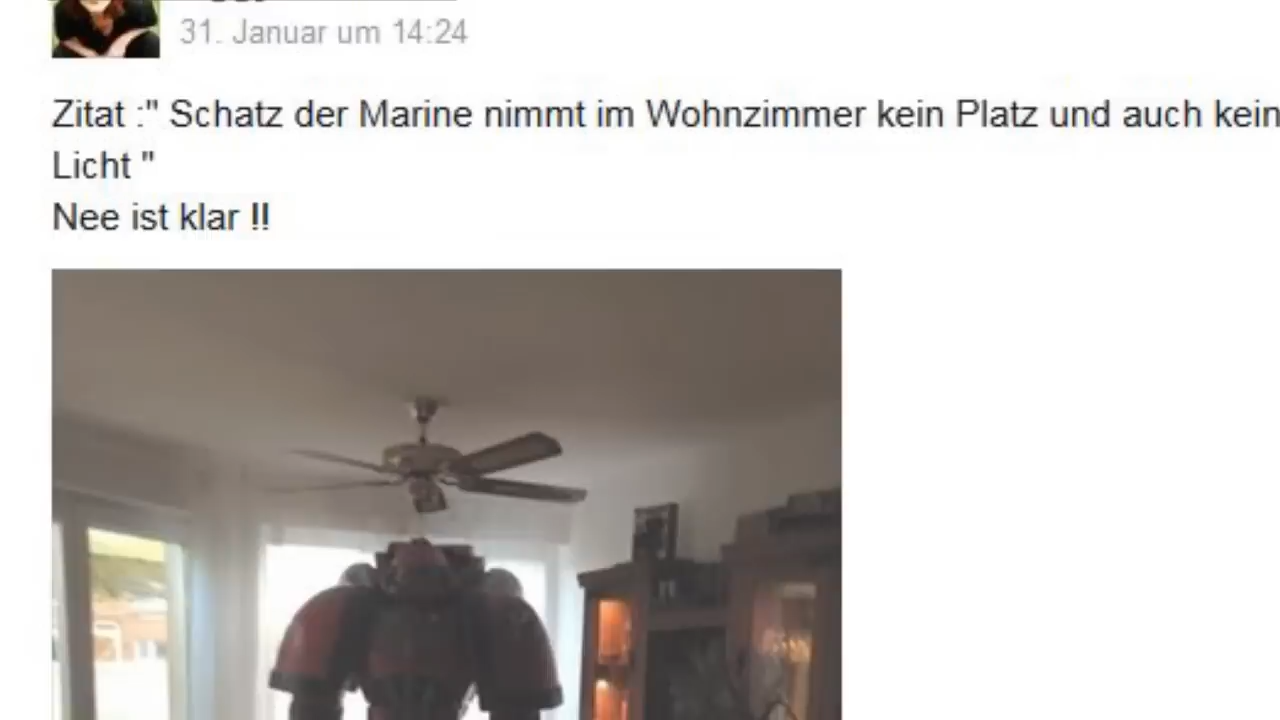 31. Januar um 14:24
Zitat :" Schatz der Marine nimmt im Wohnzimmer kein Platz und auch kein
Licht "
Nee ist klar !!